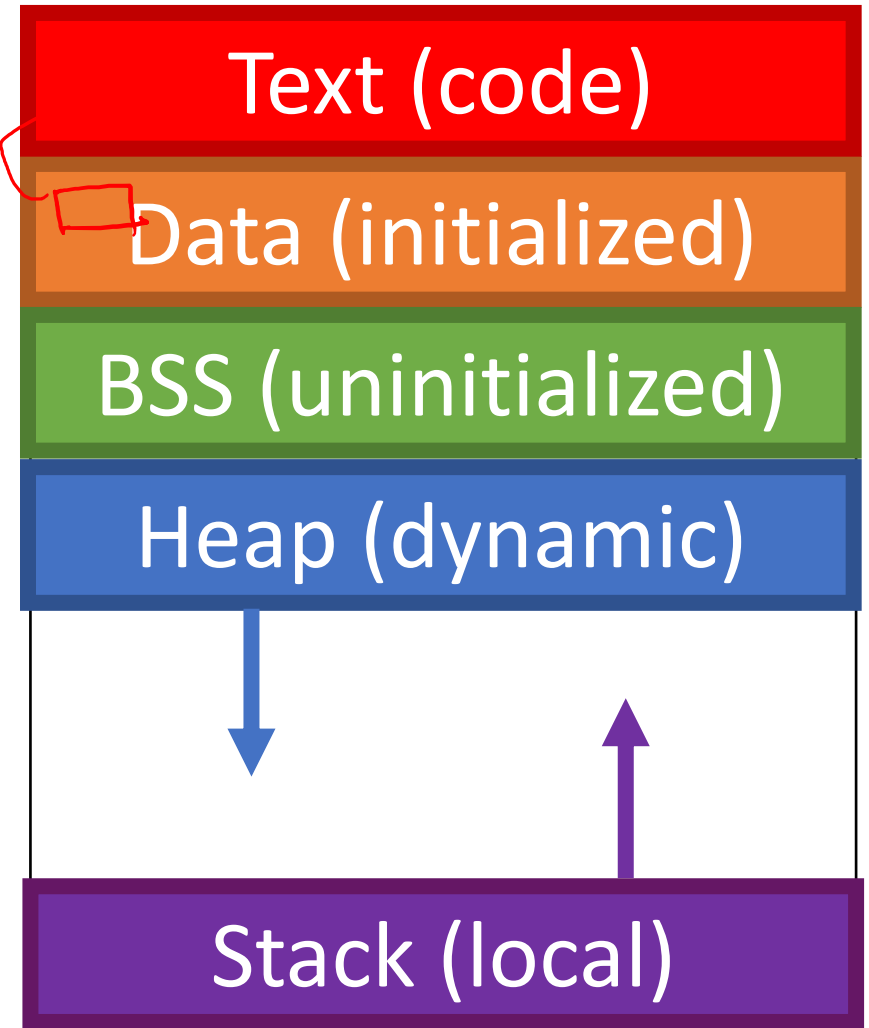 Text (code)
Data (initialized)
BSS (uninitialized)
Heap (dynamic)
Stack (local)